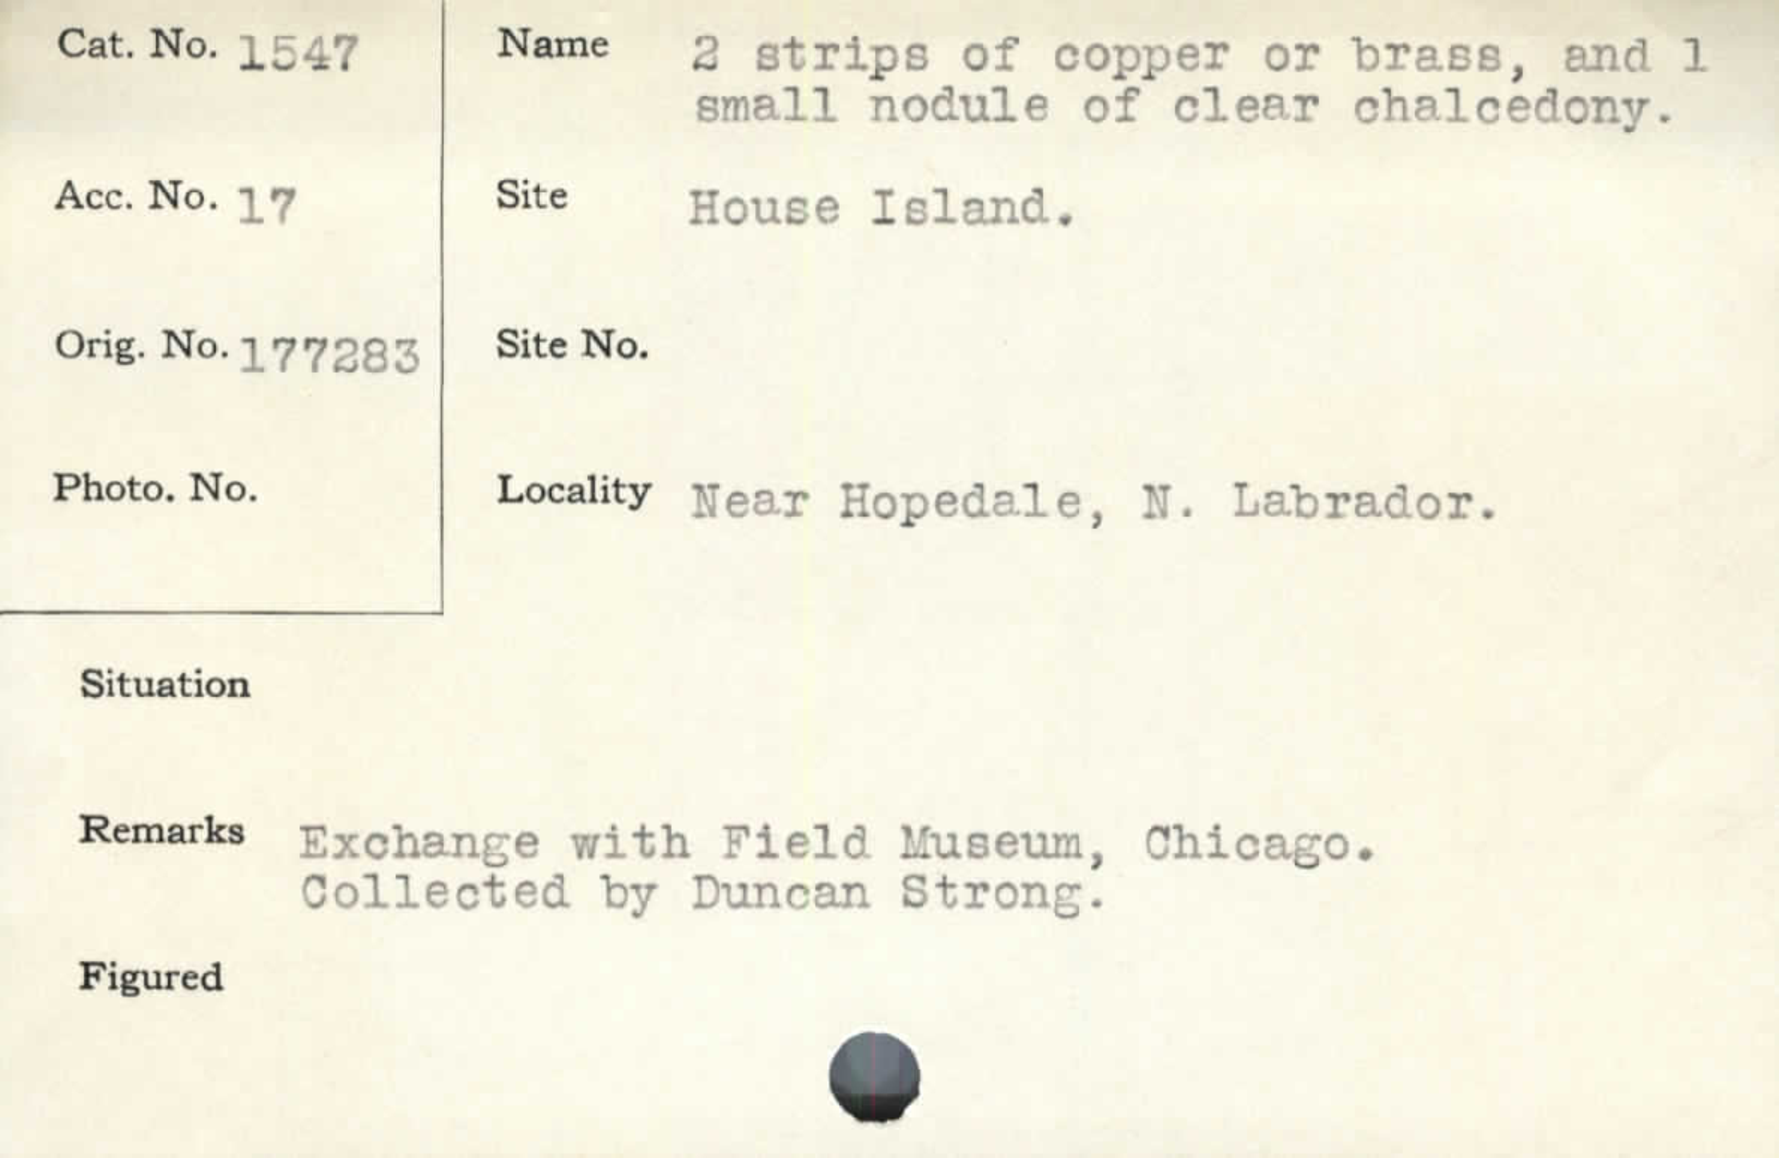 Cat. No. 1547
Name 2 strips of copper or brass, and 1
small nodule of clear chalcedony.
Acc. No. 17
Site House Island.
Orig. No. 177283
Site No.
Photo. No.
Locality Near Hopedale, N. Labrador.
Situation
Remarks Exchange with Field Museum, Chicago.
Collected by Duncan Strong.
Figured